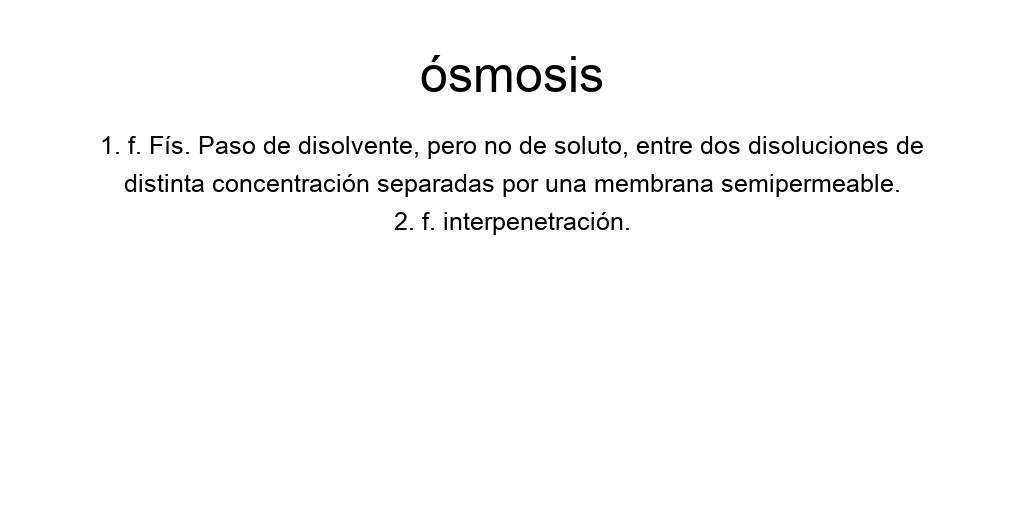 ósmosis
1. f. Fís. Paso de disolvente, pero no de soluto, entre dos disoluciones de
distinta concentración separadas por una membrana semipermeable.
2. f. interpenetración.